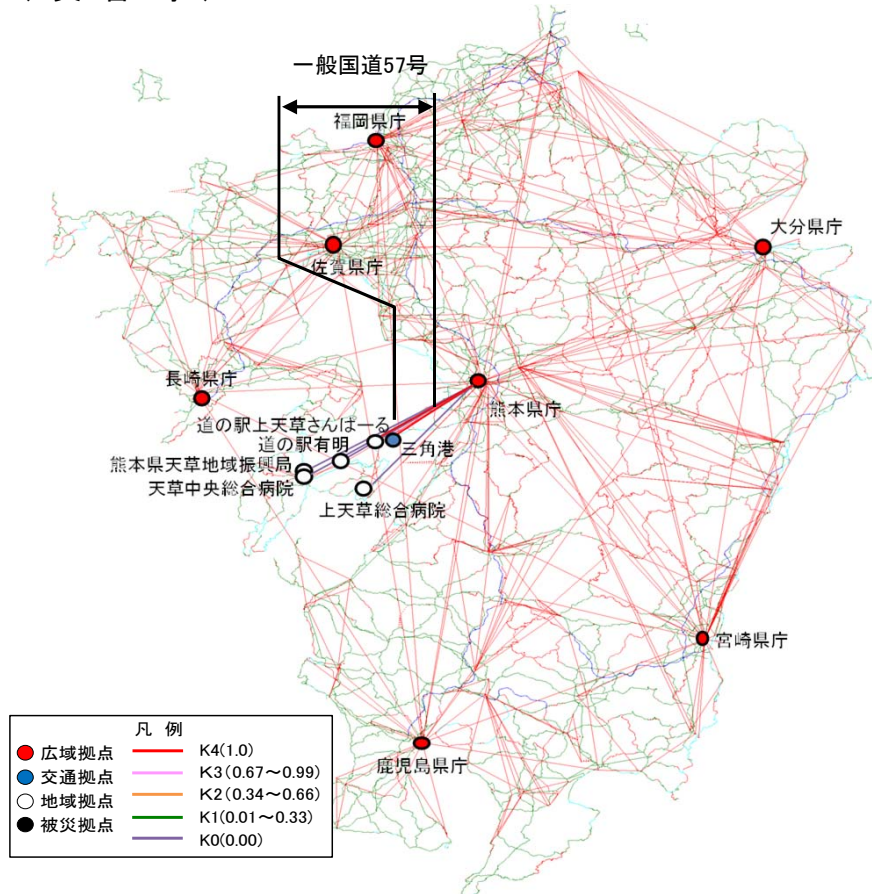 一般国道57号
福岡県庁
大分県庁
佐賀県庁
長崎県庁
熊本県庁
道の駅上天草さんぱーる
三角港
道の駅有明
熊本県天草地域振興局
天草中央総合病院
上天草総合病院
宮崎県庁
鹿児島県庁
凡 例
広域拠点
K4(1.0)
交通拠点
K3(0.67~0.99)
地域拠点
K2(0.34~0.66)
被災拠点
K1(0.01~0.33)
K0(0.00)